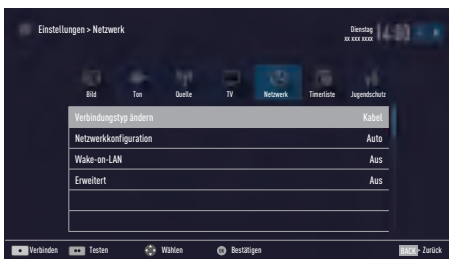 Einstellungen > Netzwerk
Dienstag
xx xxx xxxx
Bild Ton Quelle TV Netzwerk Timerliste Jugendschutz
Verbindungstyp ändern Kabel
Netzwerkkonfiguration Auto
Wake-on-LAN Aus
Erweitert Aus
Verbinden Testen Wählen OK Bestätigen BACK Zurück